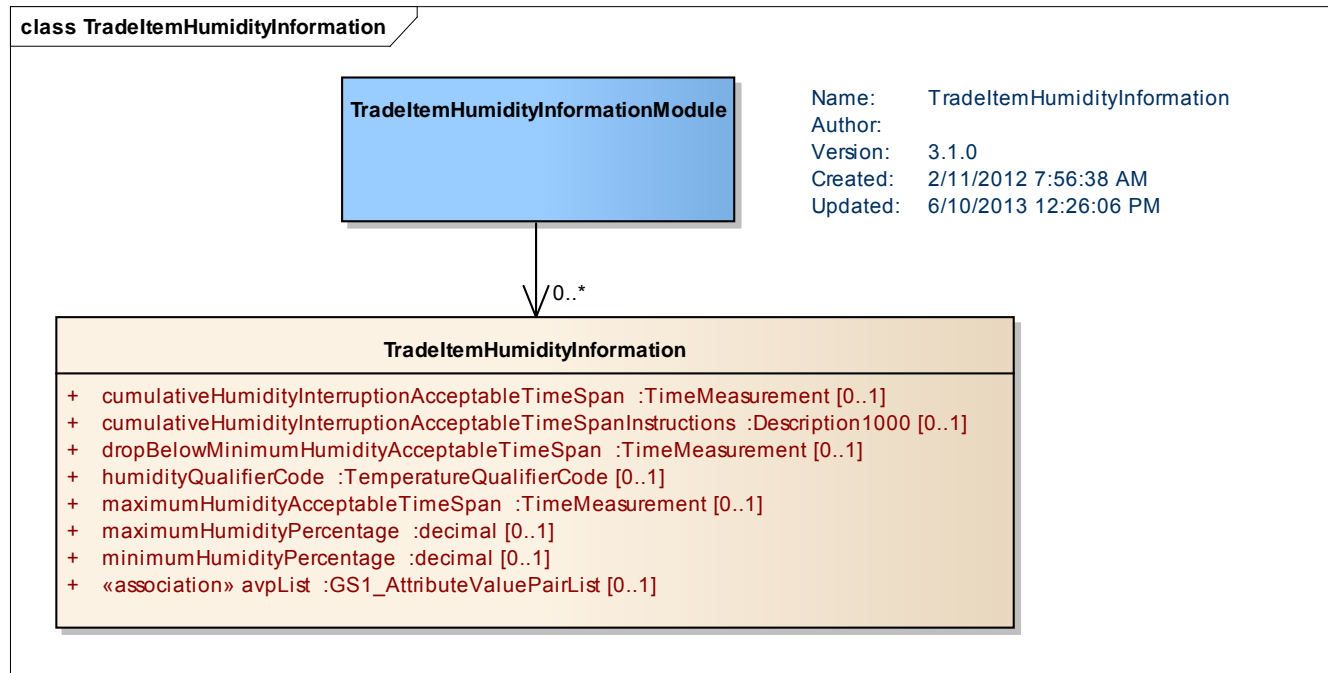 class TradeItemHumidityInformation
TradeItemHumidityInformationModule
Name: TradeItemHumidityInformation
Author:
Version: 3.1.0
Created: 2/11/2012 7:56:38 AM
Updated: 6/10/2013 12:26:06 PM
0..*
TradeItemHumidityInformation
+ cumulativeHumidityInterruptionAcceptableTimeSpan :TimeMeasurement [0..1]
+ cumulativeHumidityInterruptionAcceptableTimeSpanInstructions :Description1000 [0..1]
+ dropBelowMinimumHumidityAcceptableTimeSpan :TimeMeasurement [0..1]
+ humidityQualifierCode :TemperatureQualifierCode [0..1]
+ maximumHumidityAcceptableTimeSpan :TimeMeasurement [0..1]
+ maximumHumidityPercentage :decimal [0..1]
+ minimumHumidityPercentage :decimal [0..1]
+ «association» avpList :GS1_AttributeValuePairList [0..1]